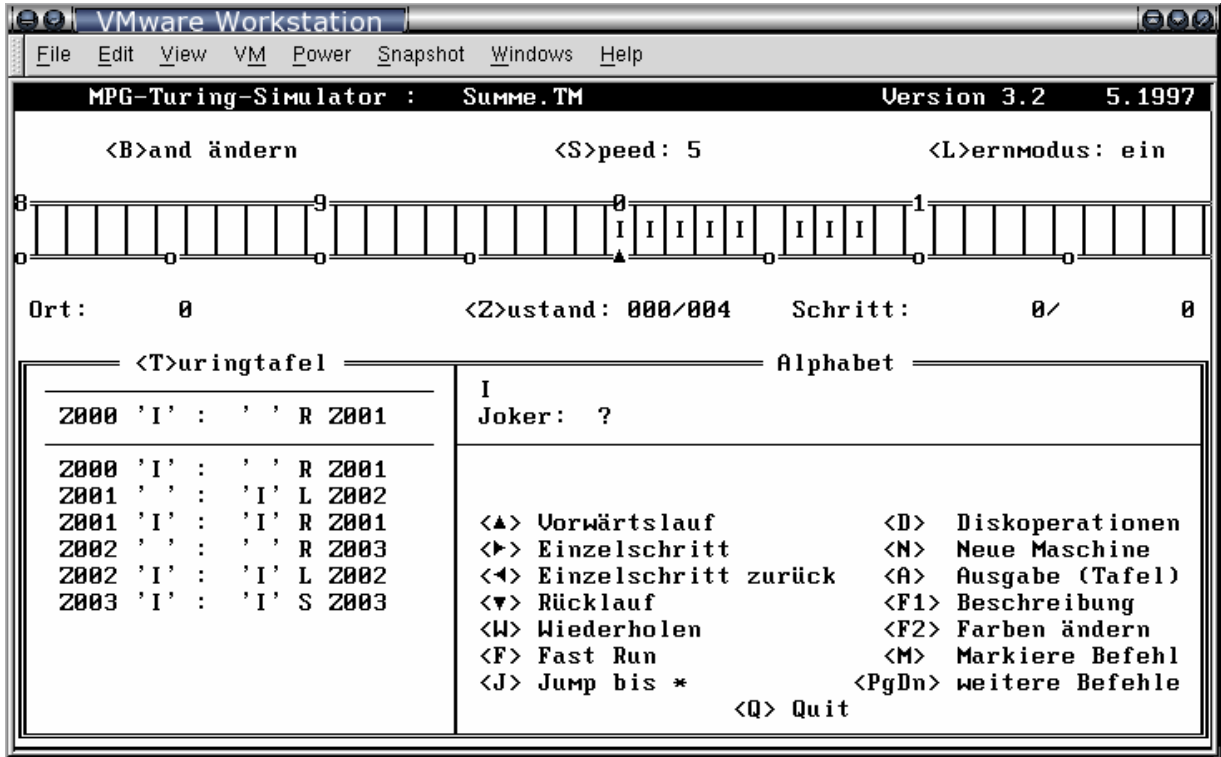 VMware Workstation
File Edit View VM Power Snapshot Windows Help
MPG-Turing-Simulator : Summe.TM Version 3.2 5.1997
<B>and ändern <S>peed: 5 <L>ernmodus: ein
8 9 0 1
I I I I I I I I
Ort: 0 <Z>ustand: 000/004 Schritt: 0/ 0
<T>uringtafel Alphabet
I
Z000 'I' : ' ' R Z001 Joker: ?
Z000 'I' : ' ' R Z001
Z001 ' ' : 'I' L Z002
Z001 'I' : 'I' R Z001 <▲> Vorwärtslauf <D> Diskoperationen
Z002 ' ' : ' ' R Z003 <►> Einzelschritt <N> Neue Maschine
Z002 'I' : 'I' L Z002 <◄> Einzelschritt zurück <A> Ausgabe (Tafel)
Z003 'I' : 'I' S Z003 <▼> Rücklauf <F1> Beschreibung
<W> Wiederholen <F2> Farben ändern
<F> Fast Run <M> Markiere Befehl
<J> Jump bis * <PgDn> weitere Befehle
<Q> Quit